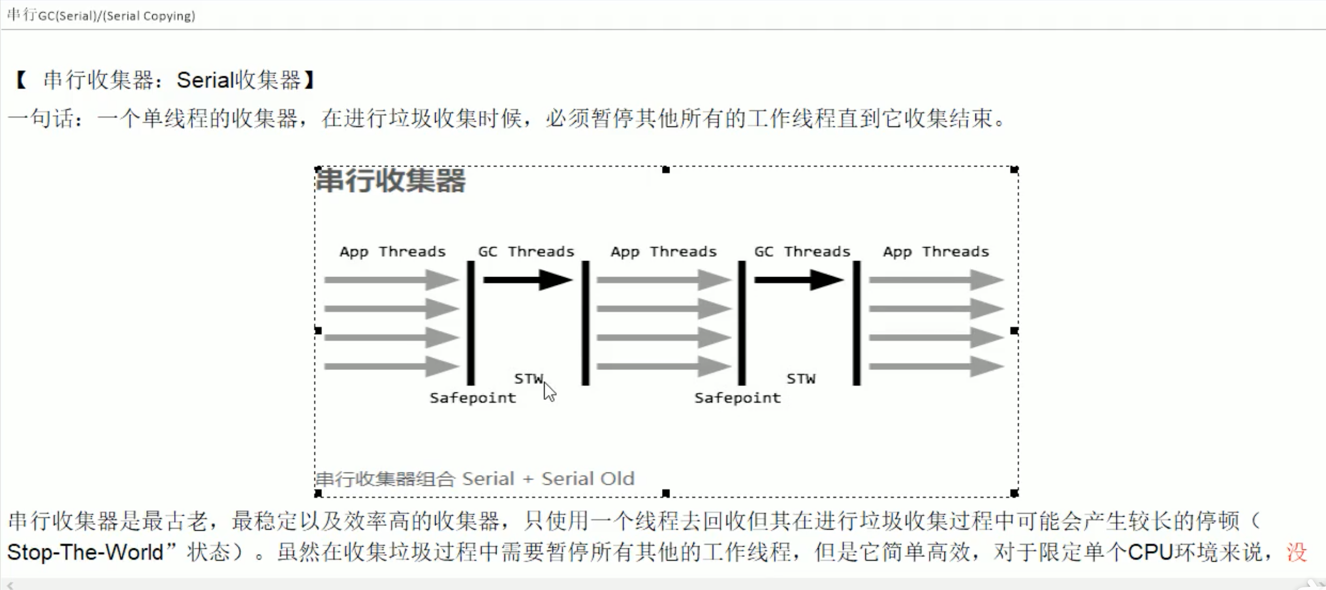 串行GC(Serial)/(Serial Copying)
【 串行收集器：Serial收集器】
一句话：一个单线程的收集器，在进行垃圾收集时候，必须暂停其他所有的工作线程直到它收集结束。
串行收集器
App Threads GC Threads App Threads GC Threads App Threads
STW STW
Safepoint Safepoint
串行收集器组合 Serial + Serial Old
串行收集器是最古老，最稳定以及效率高的收集器，只使用一个线程去回收但其在进行垃圾收集过程中可能会产生较长的停顿（
Stop-The-World”状态）。虽然在收集垃圾过程中需要暂停所有其他的工作线程，但是它简单高效，对于限定单个CPU环境来说，没